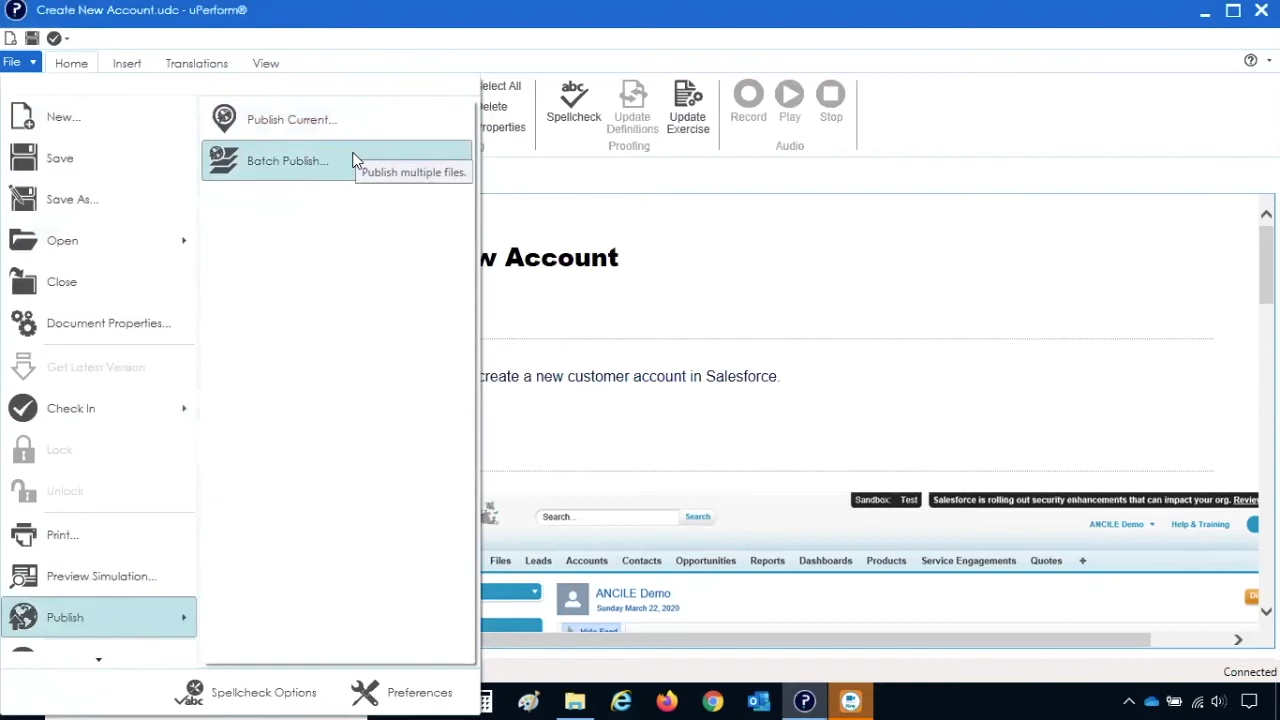 Create New Account.udc - uPerform®
File
Home
Insert
Translations
View
New...
Save
Save As...
Open
Close
Document Properties...
Get Latest Version
Check In
Lock
Unlock
Print...
Preview Simulation...
Publish
Publish Current...
Batch Publish...
Publish multiple files.
Spellcheck Options
Preferences
elect All
elete
roperties
Spellcheck
Update
Definitions
Update
Exercise
Proofing
Record
Play
Stop
Audio
w Account
create a new customer account in Salesforce.
Sandbox: Test
Salesforce is rolling out security enhancements that can impact your org. Review
Search...
Search
ANCILE Demo
Help & Training
Files
Leads
Accounts
Contacts
Opportunities
Reports
Dashboards
Products
Service Engagements
Quotes
+
ANCILE Demo
Sunday March 22, 2020
Hide Feed
Connected